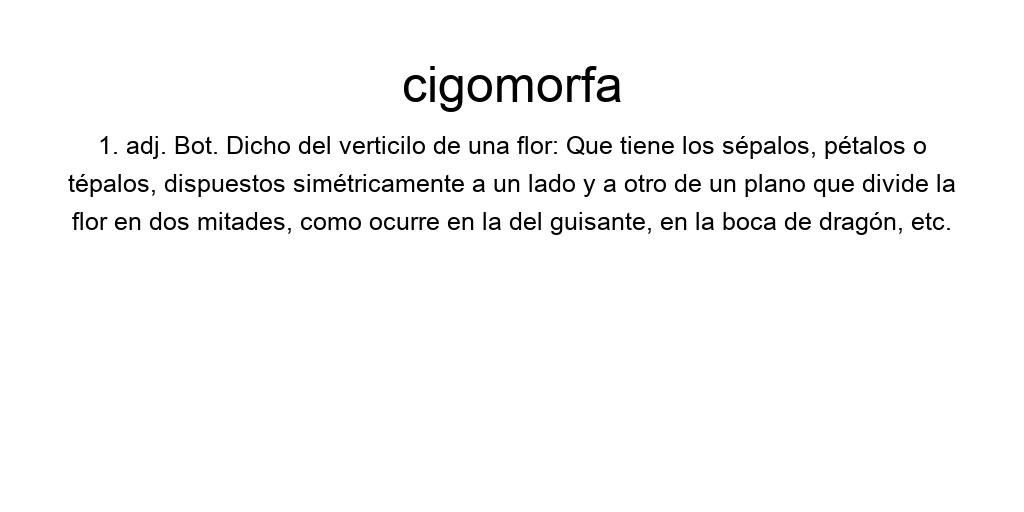 cigomorfa
1. adj. Bot. Dicho del verticilo de una flor: Que tiene los sépalos, pétalos o
tépalos, dispuestos simétricamente a un lado y a otro de un plano que divide la
flor en dos mitades, como ocurre en la del guisante, en la boca de dragón, etc.